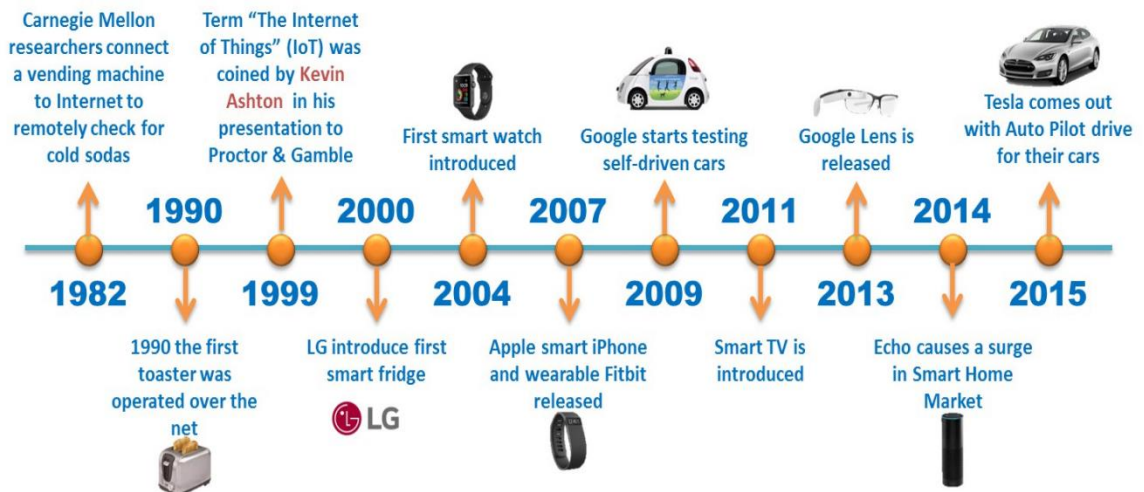 Carnegie Mellon
researchers connect
a vending machine
to Internet to
remotely check for
cold sodas
Term “The Internet
of Things” (IoT) was
coined by Kevin
Ashton in his
presentation to
Proctor & Gamble
First smart watch
introduced
Google starts testing
self-driven cars
Google Lens is
released
Tesla comes out
with Auto Pilot drive
for their cars
1990
2000
2007
2011
2014
1982
1999
2004
2009
2013
2015
1990 the first
toaster was
operated over the
net
LG introduce first
smart fridge
LG
Apple smart iPhone
and wearable Fitbit
released
Smart TV is
introduced
Echo causes a surge
in Smart Home
Market